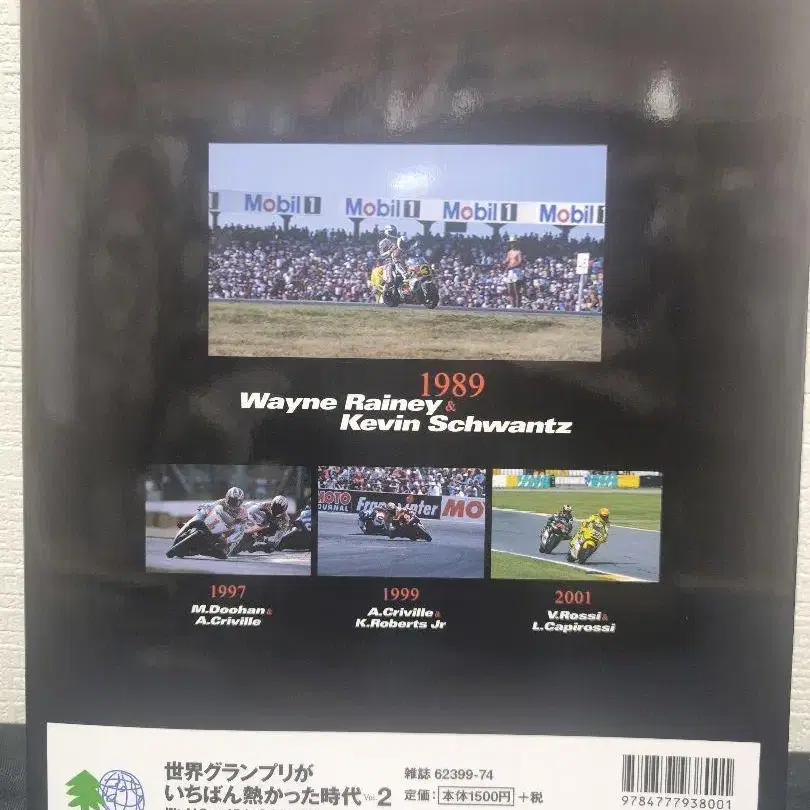 Mobil 1 Mobil 1 Mobil 1 Mobil 1
1989
Wayne Rainey &
Kevin Schwantz
MOTO
JOURNAL
MO
1997
M.Doohan &
A.Criville
1999
A.Criville &
K.Roberts Jr
2001
V.Rossi &
L.Capirossi
世界グランプリが
いちばん熱かった時代 Vol.2
雑誌 62399-74
定価：本体1500円＋税
9784777938001